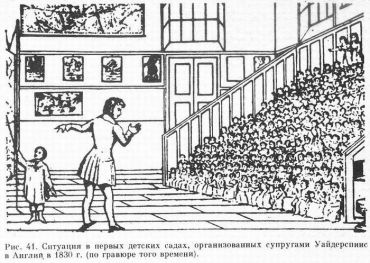 Рис. 41. Ситуация в первых детских садах, организованных супругами Уайдерспинс
в Англии в 1830 г. (по гравюре того времени).